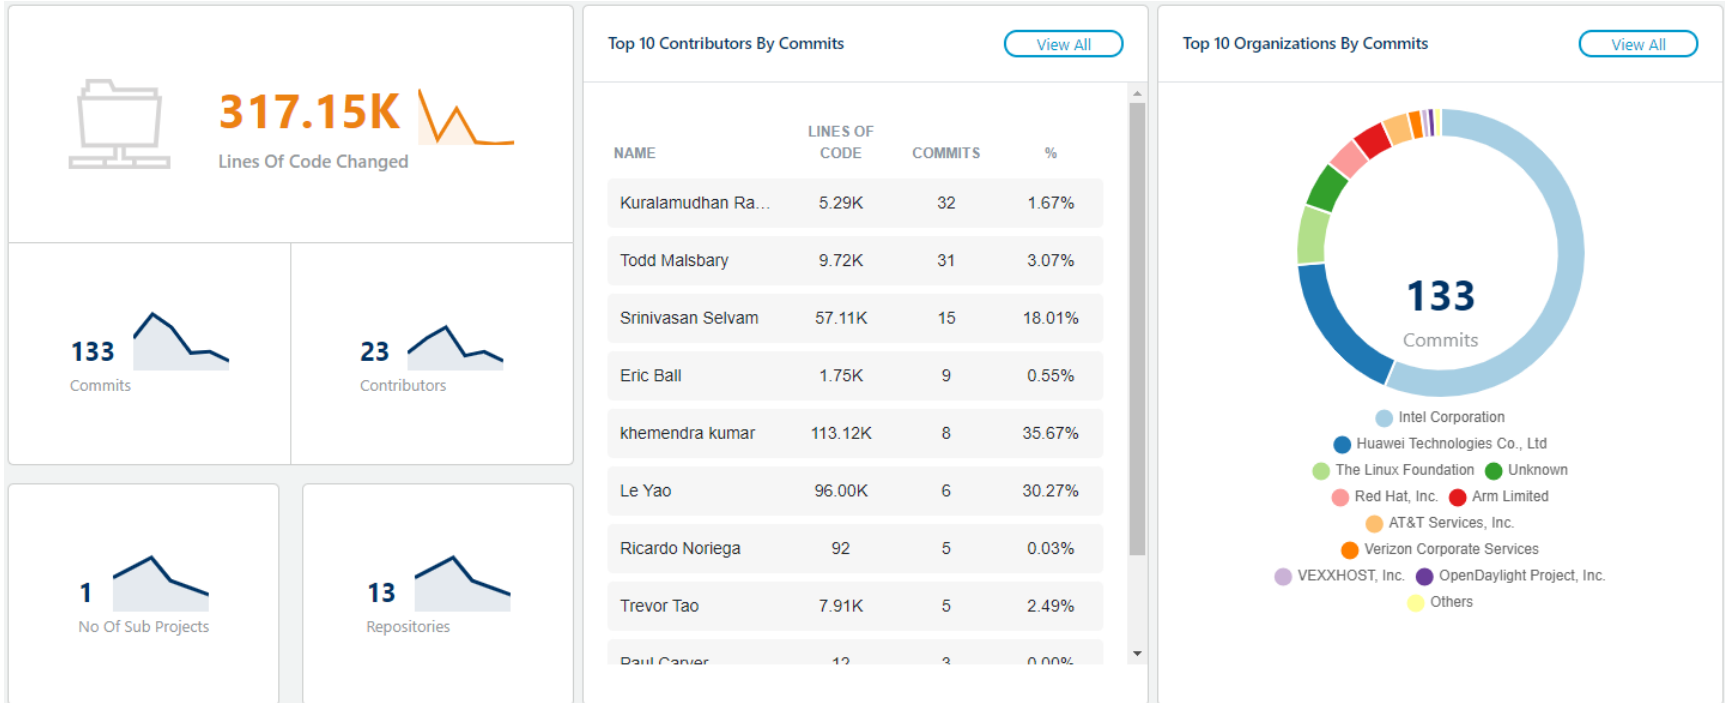 317.15K
Lines Of Code Changed
133
Commits
23
Contributors
1
No Of Sub Projects
13
Repositories
Top 10 Contributors By Commits
View All
NAME LINES OF CODE COMMITS %
Kuralamudhan Ra... 5.29K 32 1.67%
Todd Malsbary 9.72K 31 3.07%
Srinivasan Selvam 57.11K 15 18.01%
Eric Ball 1.75K 9 0.55%
khemendra kumar 113.12K 8 35.67%
Le Yao 96.00K 6 30.27%
Ricardo Noriega 92 5 0.03%
Trevor Tao 7.91K 5 2.49%
Paul Carver 12 3 0.00%
Top 10 Organizations By Commits
View All
133
Commits
Intel Corporation
Huawei Technologies Co., Ltd
The Linux Foundation Unknown
Red Hat, Inc. Arm Limited
AT&T Services, Inc.
Verizon Corporate Services
VEXXHOST, Inc. OpenDaylight Project, Inc.
Others